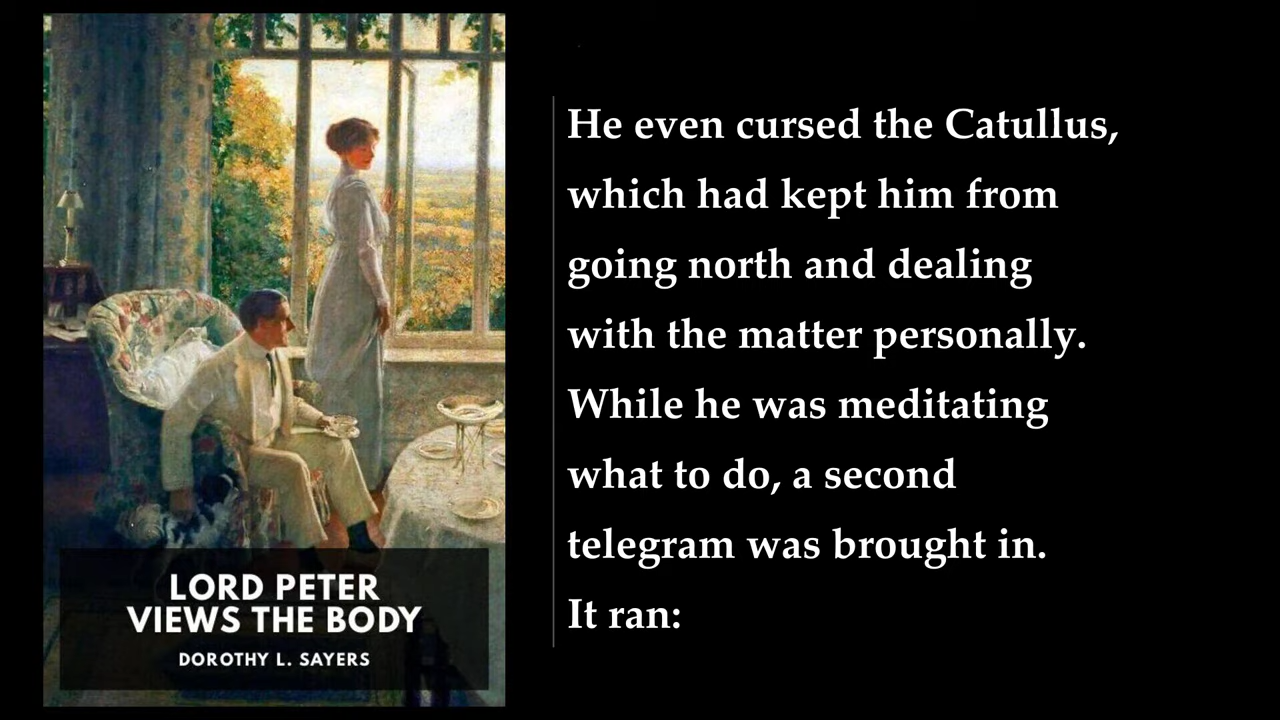 LORD PETER
VIEWS THE BODY
DOROTHY L. SAYERS
He even cursed the Catullus,
which had kept him from
going north and dealing
with the matter personally.
While he was meditating
what to do, a second
telegram was brought in.
It ran: